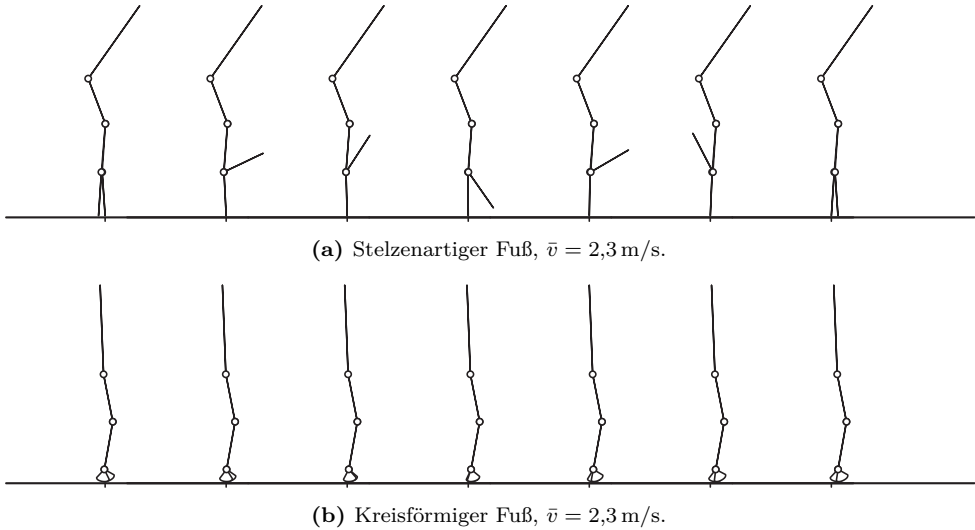 (a) Stelzenartiger Fuß, v̄ = 2,3 m/s.
(b) Kreisförmiger Fuß, v̄ = 2,3 m/s.